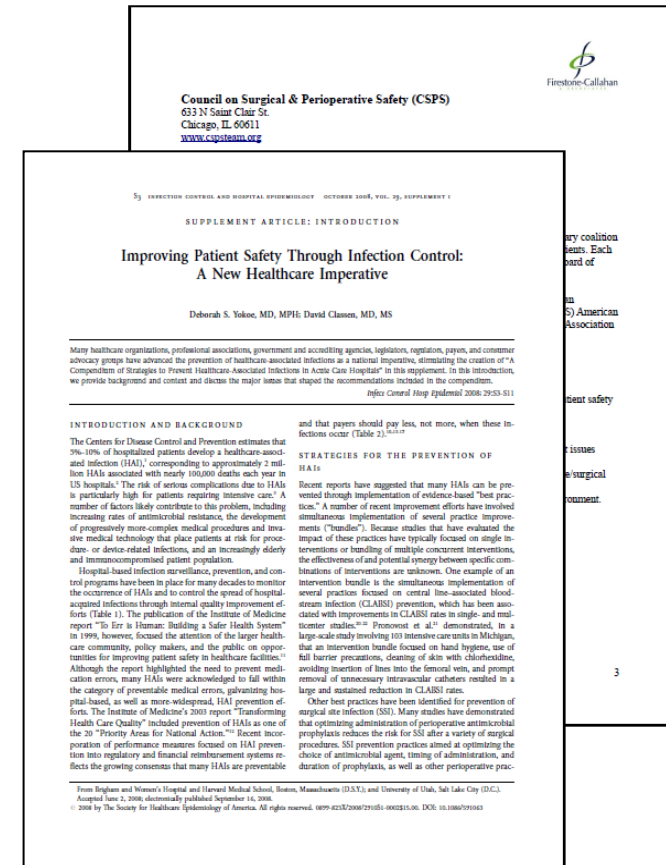 Firestone-Callahan
Council on Surgical & Perioperative Safety (CSPS)
633 N Saint Clair St.
Chicago, IL 60611
www.cspsteam.org
ary coalition
ients. Each
oard of
an
S) American
Association
tient safety
t issues
e/surgical
ronment.
3
S3 INFECTION CONTROL AND HOSPITAL EPIDEMIOLOGY OCTOBER 2008, VOL. 29, SUPPLEMENT 1
SUPPLEMENT ARTICLE: INTRODUCTION
Improving Patient Safety Through Infection Control:
A New Healthcare Imperative
Deborah S. Yokoe, MD, MPH; David Classen, MD, MS
Many healthcare organizations, professional associations, government and accrediting agencies, legislators, regulators, payers, and consumer
advocacy groups have advanced the prevention of healthcare-associated infections as a national imperative, stimulating the creation of "A
Compendium of Strategies to Prevent Healthcare-Associated Infections in Acute Care Hospitals" in this supplement. In this introduction,
we provide background and context and discuss the major issues that shaped the recommendations included in the compendium.
Infect Control Hosp Epidemiol 2008; 29:S3-S11
INTRODUCTION AND BACKGROUND
The Centers for Disease Control and Prevention estimates that
5%-10% of hospitalized patients develop a healthcare-associ-
ated infection (HAI),1 corresponding to approximately 2 mil-
lion HAIs associated with nearly 100,000 deaths each year in
US hospitals.2 The risk of serious complications due to HAIs
is particularly high for patients requiring intensive care.3 A
number of factors likely contribute to this problem, including
increasing rates of antimicrobial resistance, the development
of progressively more-complex medical procedures and inva-
sive medical technology that place patients at risk for proce-
dure- or device-related infections, and an increasingly elderly
and immunocompromised patient population.
Hospital-based infection surveillance, prevention, and con-
trol programs have been in place for many decades to monitor
the occurrence of HAIs and to control the spread of hospital-
acquired infections through internal quality improvement ef-
forts (Table 1). The publication of the Institute of Medicine
report "To Err is Human: Building a Safer Health System"
in 1999, however, focused the attention of the larger health-
care community, policy makers, and the public on oppor-
tunities for improving patient safety in healthcare facilities.11
Although the report highlighted the need to prevent medi-
cation errors, many HAIs were acknowledged to fall within
the category of preventable medical errors, galvanizing hos-
pital-based, as well as more-widespread, HAI prevention ef-
forts. The Institute of Medicine's 2003 report "Transforming
Health Care Quality" included prevention of HAIs as one of
the 20 "Priority Areas for National Action."12 Recent incor-
poration of performance measures focused on HAI preven-
tion into regulatory and financial reimbursement systems re-
flects the growing consensus that many HAIs are preventable
and that payers should pay less, not more, when these in-
fections occur (Table 2).
STRATEGIES FOR THE PREVENTION OF
HAIs
Recent reports have suggested that many HAIs can be pre-
vented through implementation of evidence-based "best prac-
tices." A number of recent improvement efforts have involved
simultaneous implementation of several practice improve-
ments ("bundles"). Because studies that have evaluated the
impact of these practices have typically focused on single in-
terventions or bundling of multiple concurrent interventions,
the effectiveness of and potential synergy between specific com-
binations of interventions are unknown. One example of an
intervention bundle is the simultaneous implementation of
several practices focused on central line-associated blood-
stream infection (CLABSI) prevention, which has been asso-
ciated with improvements in CLABSI rates in single- and mul-
ticenter studies.20-22 Pronovost et al.21 demonstrated, in a
large-scale study involving 103 intensive care units in Michigan,
that an intervention bundle focused on hand hygiene, use of
full barrier precautions, cleaning of skin with chlorhexidine,
avoiding insertion of lines into the femoral vein, and prompt
removal of unnecessary intravascular catheters resulted in a
large and sustained reduction in CLABSI rates.
Other best practices have been identified for prevention of
surgical site infection (SSI). Many studies have demonstrated
that optimizing administration of perioperative antimicrobial
prophylaxis reduces the risk for SSI after a variety of surgical
procedures. SSI prevention practices aimed at optimizing the
choice of antimicrobial agent, timing of administration, and
duration of prophylaxis, as well as other perioperative prac-
From Brigham and Women's Hospital and Harvard Medical School, Boston, Massachusetts (D.S.Y.); and University of Utah, Salt Lake City (D.C.).
Accepted June 2, 2008; electronically published September 16, 2008.
© 2008 by The Society for Healthcare Epidemiology of America. All rights reserved. 0899-823X/2008/2910S1-0002$15.00. DOI: 10.1086/591063